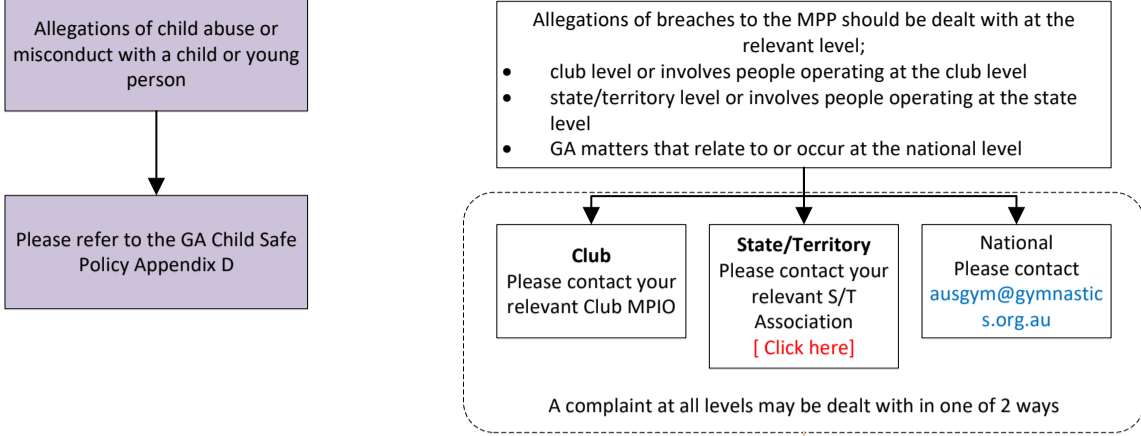 Allegations of child abuse or
misconduct with a child or young
person
Please refer to the GA Child Safe
Policy Appendix D
Allegations of breaches to the MPP should be dealt with at the
relevant level;
• club level or involves people operating at the club level
• state/territory level or involves people operating at the state
level
• GA matters that relate to or occur at the national level
Club
Please contact your
relevant Club MPIO
State/Territory
Please contact your
relevant S/T
Association
[ Click here]
National
Please contact
ausgym@gymnastic
s.org.au
A complaint at all levels may be dealt with in one of 2 ways